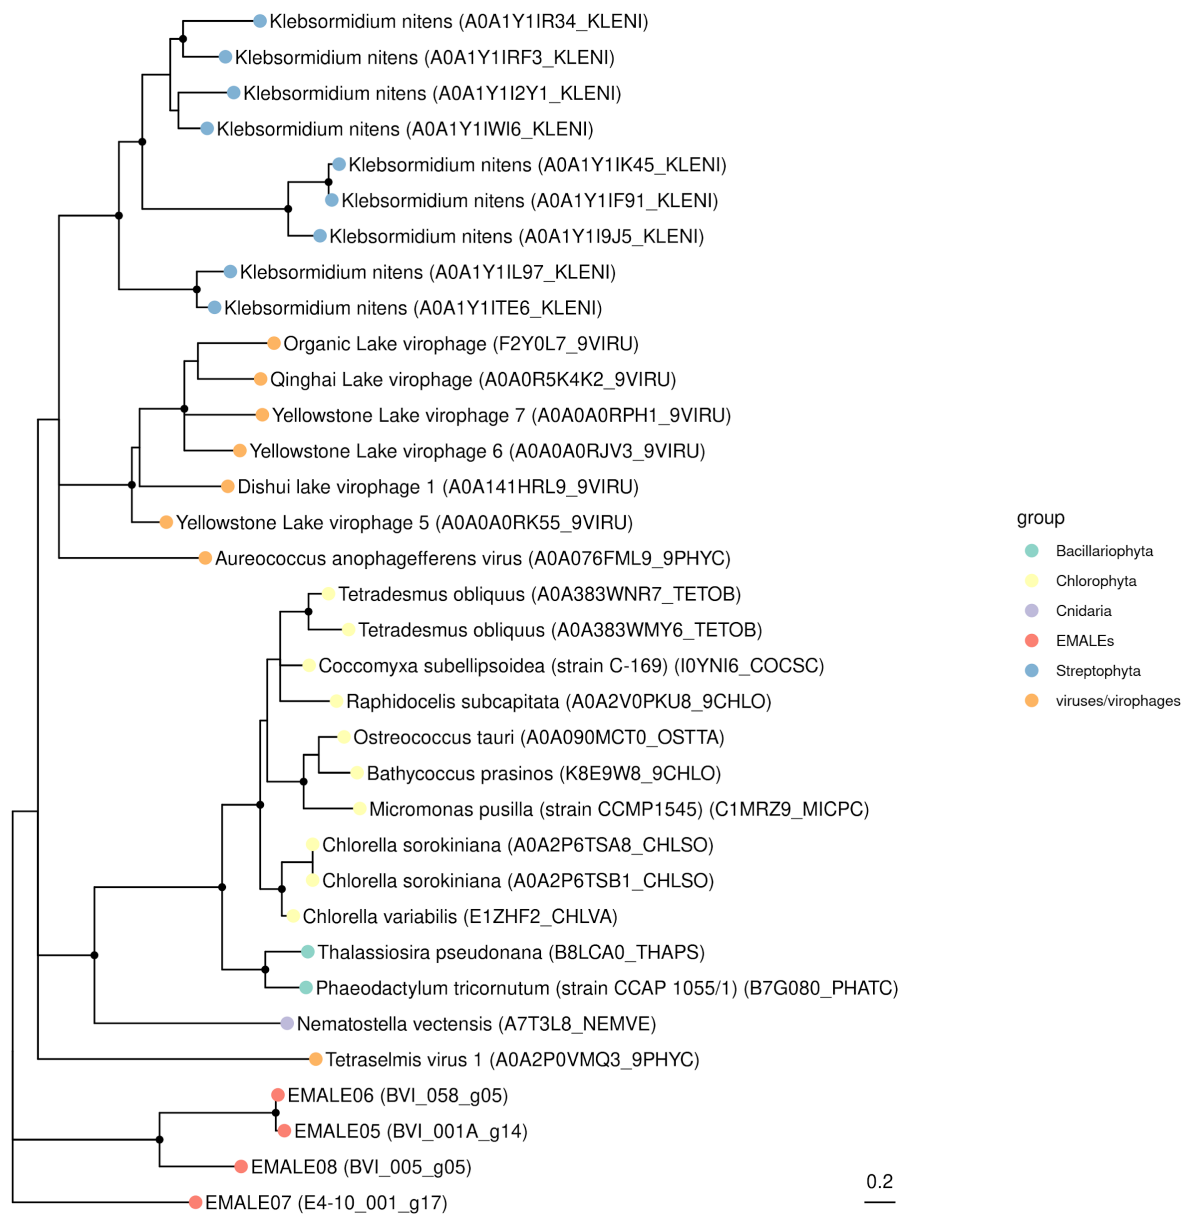 Klebsormidium nitens (A0A1Y1IR34_KLENI)
Klebsormidium nitens (A0A1Y1IRF3_KLENI)
Klebsormidium nitens (A0A1Y1I2Y1_KLENI)
Klebsormidium nitens (A0A1Y1IWI6_KLENI)
Klebsormidium nitens (A0A1Y1IK45_KLENI)
Klebsormidium nitens (A0A1Y1IF91_KLENI)
Klebsormidium nitens (A0A1Y1I9J5_KLENI)
Klebsormidium nitens (A0A1Y1IL97_KLENI)
Klebsormidium nitens (A0A1Y1ITE6_KLENI)
Organic Lake virophage (F2Y0L7_9VIRU)
Qinghai Lake virophage (A0A0R5K4K2_9VIRU)
Yellowstone Lake virophage 7 (A0A0A0RPH1_9VIRU)
Yellowstone Lake virophage 6 (A0A0A0RJV3_9VIRU)
Dishui lake virophage 1 (A0A141HRL9_9VIRU)
Yellowstone Lake virophage 5 (A0A0A0RK55_9VIRU)
Aureococcus anophagefferens virus (A0A076FML9_9PHYC)
Tetradesmus obliquus (A0A383WNR7_TETOB)
Tetradesmus obliquus (A0A383WMY6_TETOB)
Coccomyxa subellipsoidea (strain C-169) (I0YNI6_COCSC)
Raphidocelis subcapitata (A0A2V0PKU8_9CHLO)
Ostreococcus tauri (A0A090MCT0_OSTTA)
Bathycoccus prasinos (K8E9W8_9CHLO)
Micromonas pusilla (strain CCMP1545) (C1MRZ9_MICPC)
Chlorella sorokiniana (A0A2P6TSA8_CHLSO)
Chlorella sorokiniana (A0A2P6TSB1_CHLSO)
Chlorella variabilis (E1ZHF2_CHLVA)
Thalassiosira pseudonana (B8LCA0_THAPS)
Phaeodactylum tricornutum (strain CCAP 1055/1) (B7G080_PHATC)
Nematostella vectensis (A7T3L8_NEMVE)
Tetraselmis virus 1 (A0A2P0VMQ3_9PHYC)
EMALE06 (BVI_058_g05)
EMALE05 (BVI_001A_g14)
EMALE08 (BVI_005_g05)
EMALE07 (E4-10_001_g17)
group
Bacillariophyta
Chlorophyta
Cnidaria
EMALEs
Streptophyta
viruses/virophages
0.2